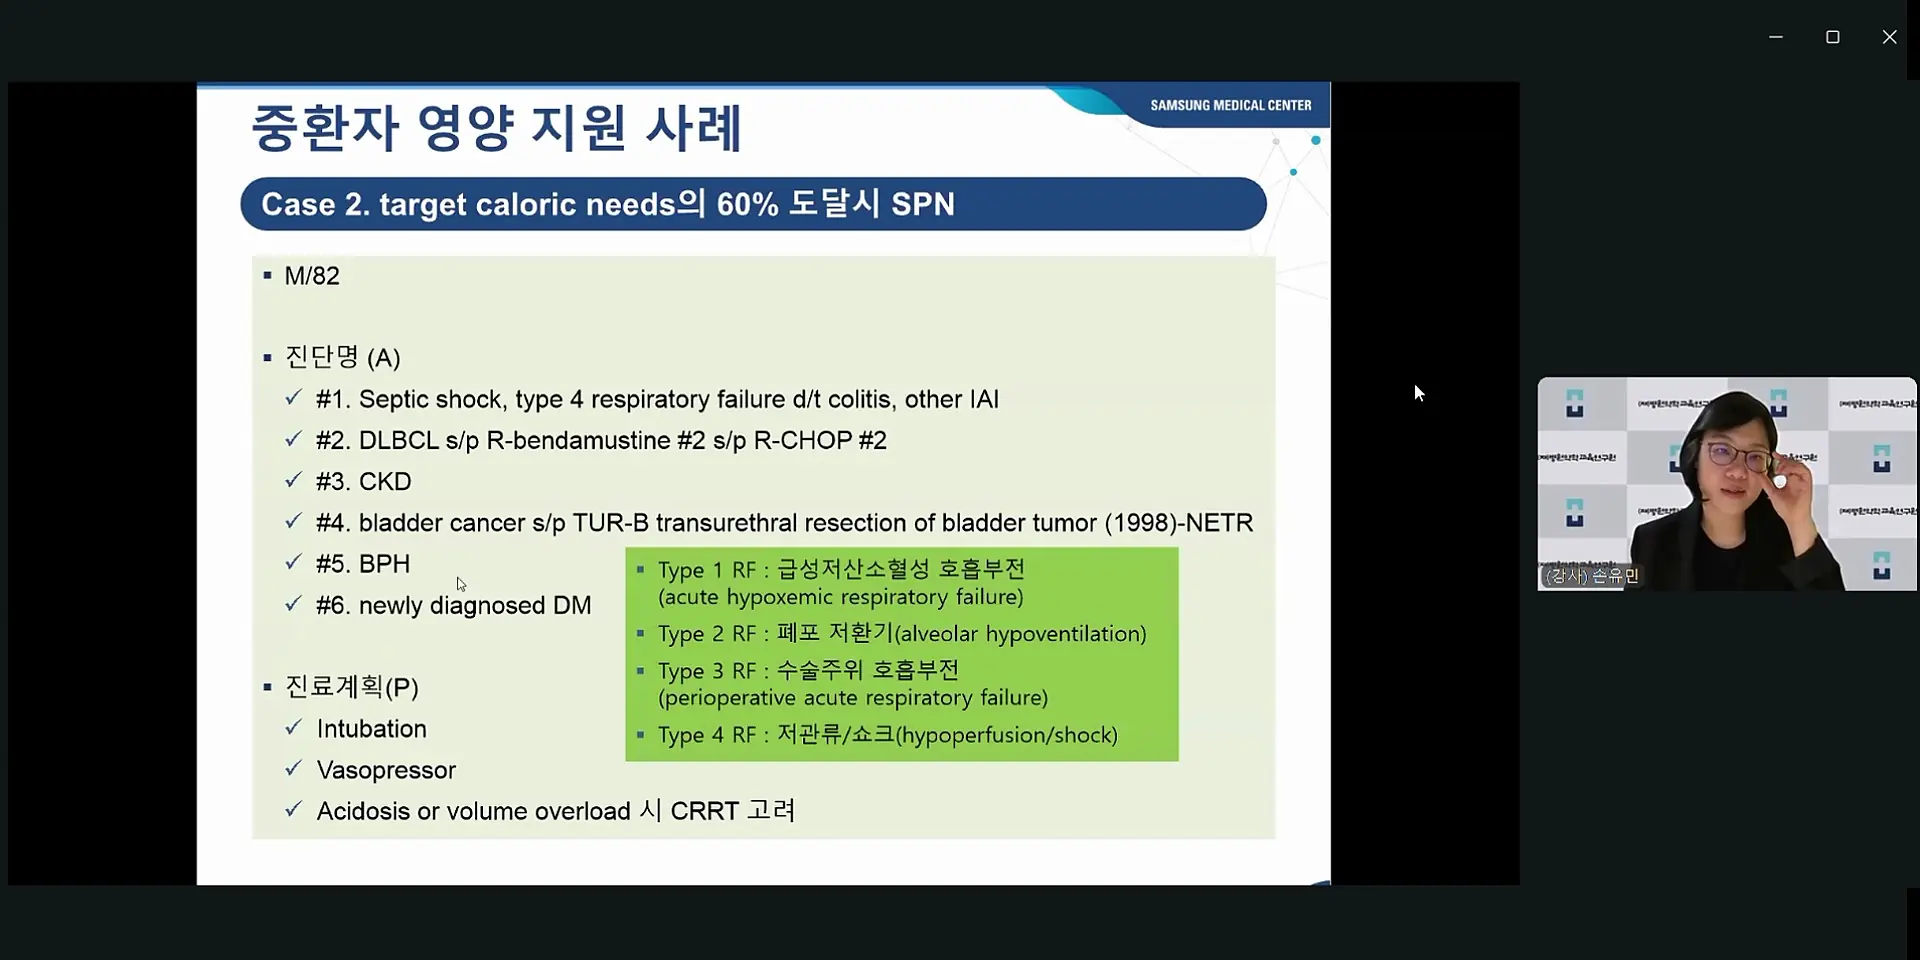 중환자 영양 지원 사례
SAMSUNG MEDICAL CENTER
Case 2. target caloric needs의 60% 도달시 SPN
▪ M/82
▪ 진단명 (A)
✓ #1. Septic shock, type 4 respiratory failure d/t colitis, other IAI
✓ #2. DLBCL s/p R-bendamustine #2 s/p R-CHOP #2
✓ #3. CKD
✓ #4. bladder cancer s/p TUR-B transurethral resection of bladder tumor (1998)-NETR
✓ #5. BPH
✓ #6. newly diagnosed DM
▪ 진료계획(P)
✓ Intubation
✓ Vasopressor
✓ Acidosis or volume overload 시 CRRT 고려
▪ Type 1 RF : 급성저산소혈성 호흡부전
(acute hypoxemic respiratory failure)
▪ Type 2 RF : 폐포 저환기(alveolar hypoventilation)
▪ Type 3 RF : 수술주위 호흡부전
(perioperative acute respiratory failure)
▪ Type 4 RF : 저관류/쇼크(hypoperfusion/shock)
(강사) 손유민